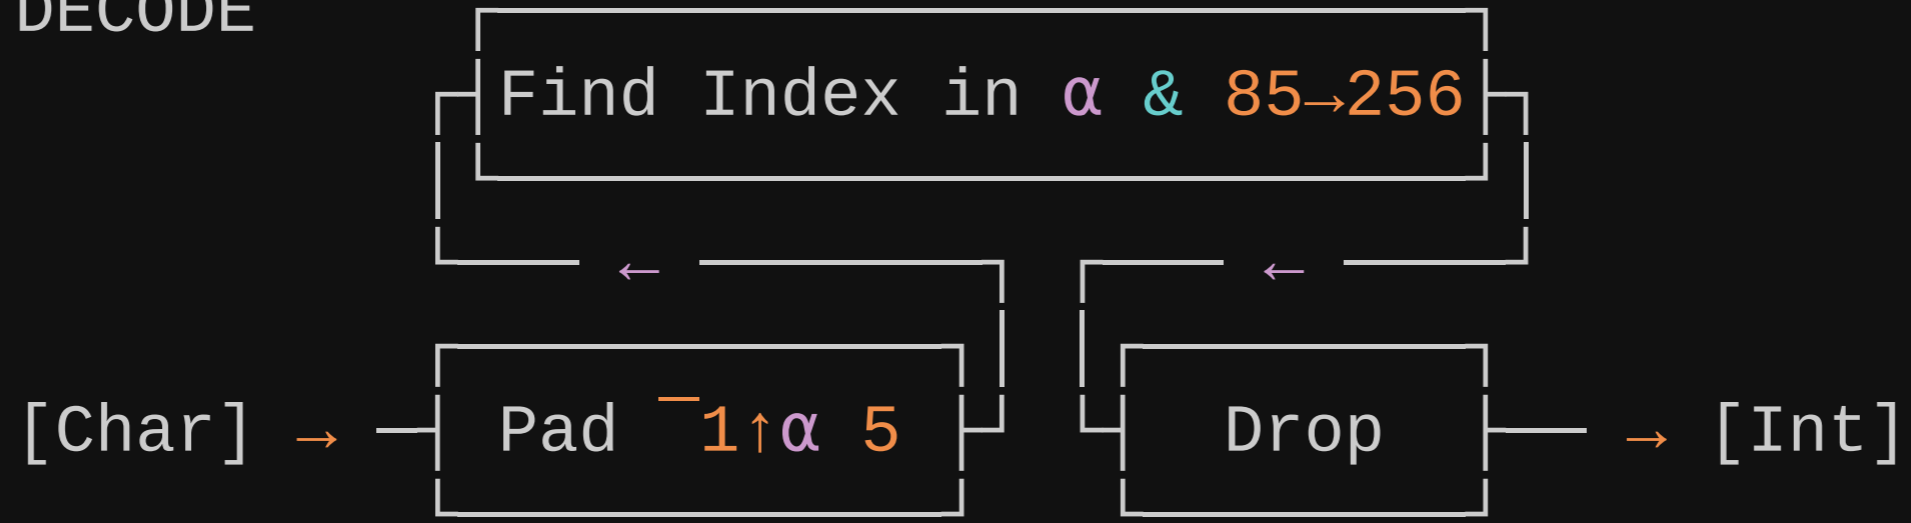 DECODE
Find Index in α & 85→256
← ←
[Char] → Pad ¯1↑α 5 Drop → [Int]